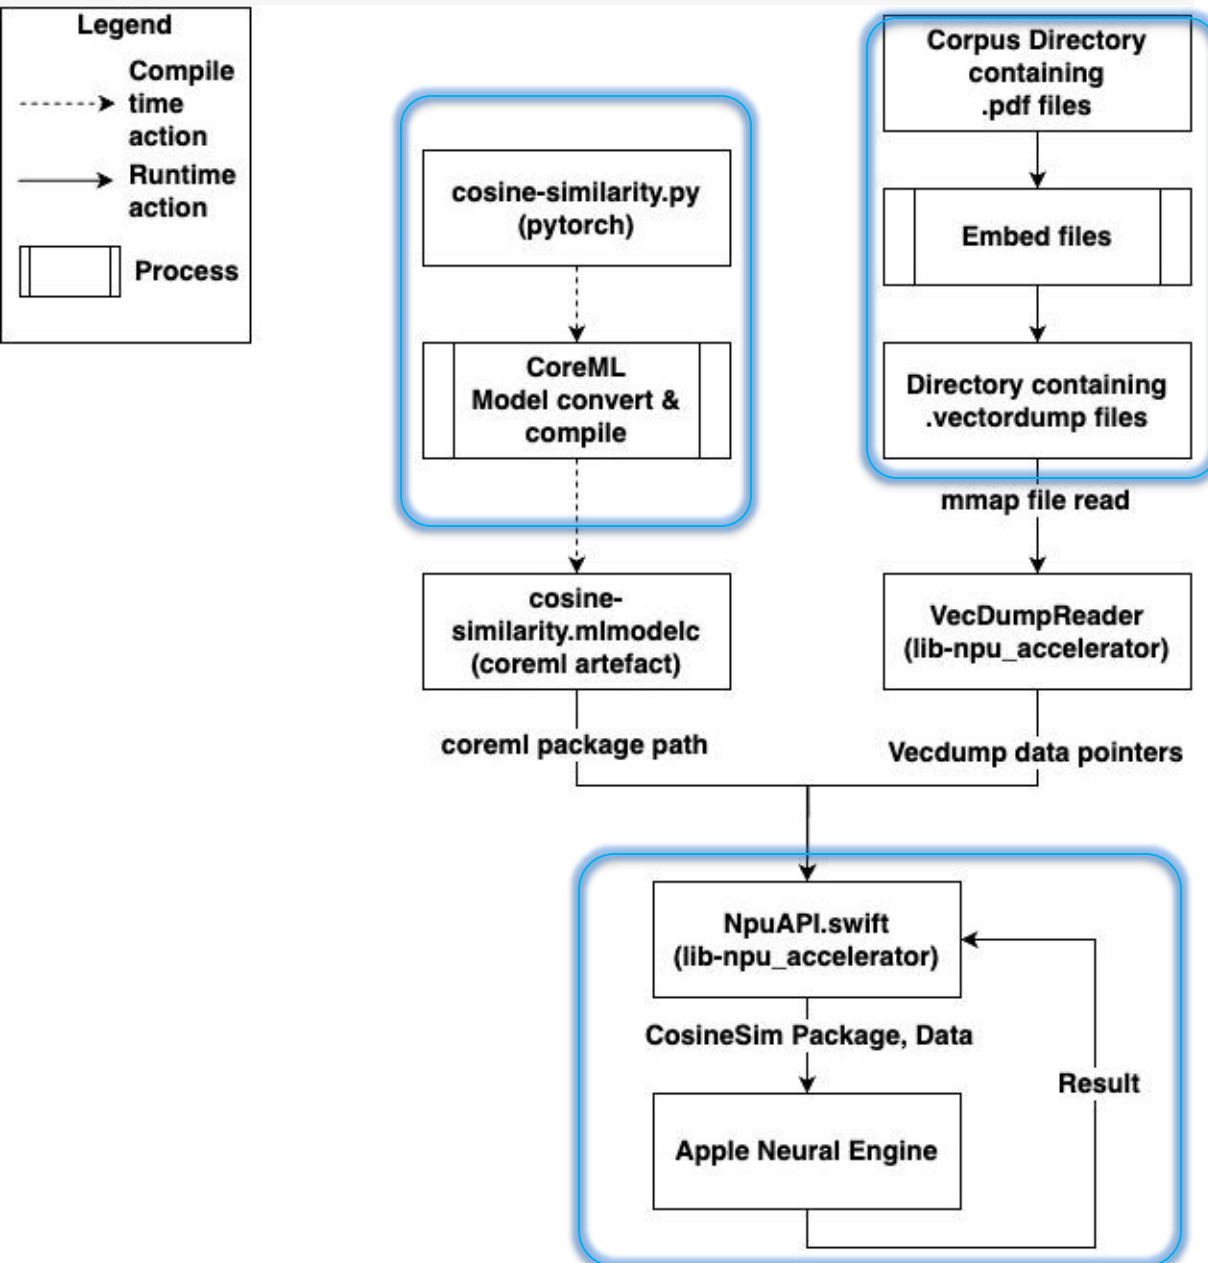 Legend
Compile
time
action
Runtime
action
Process
cosine-similarity.py
(pytorch)
CoreML
Model convert &
compile
cosine-
similarity.mlmodelc
(coreml artefact)
coreml package path
Corpus Directory
containing
.pdf files
Embed files
Directory containing
.vectordump files
mmap file read
VecDumpReader
(lib-npu_accelerator)
Vecdump data pointers
NpuAPI.swift
(lib-npu_accelerator)
CosineSim Package, Data
Apple Neural Engine
Result